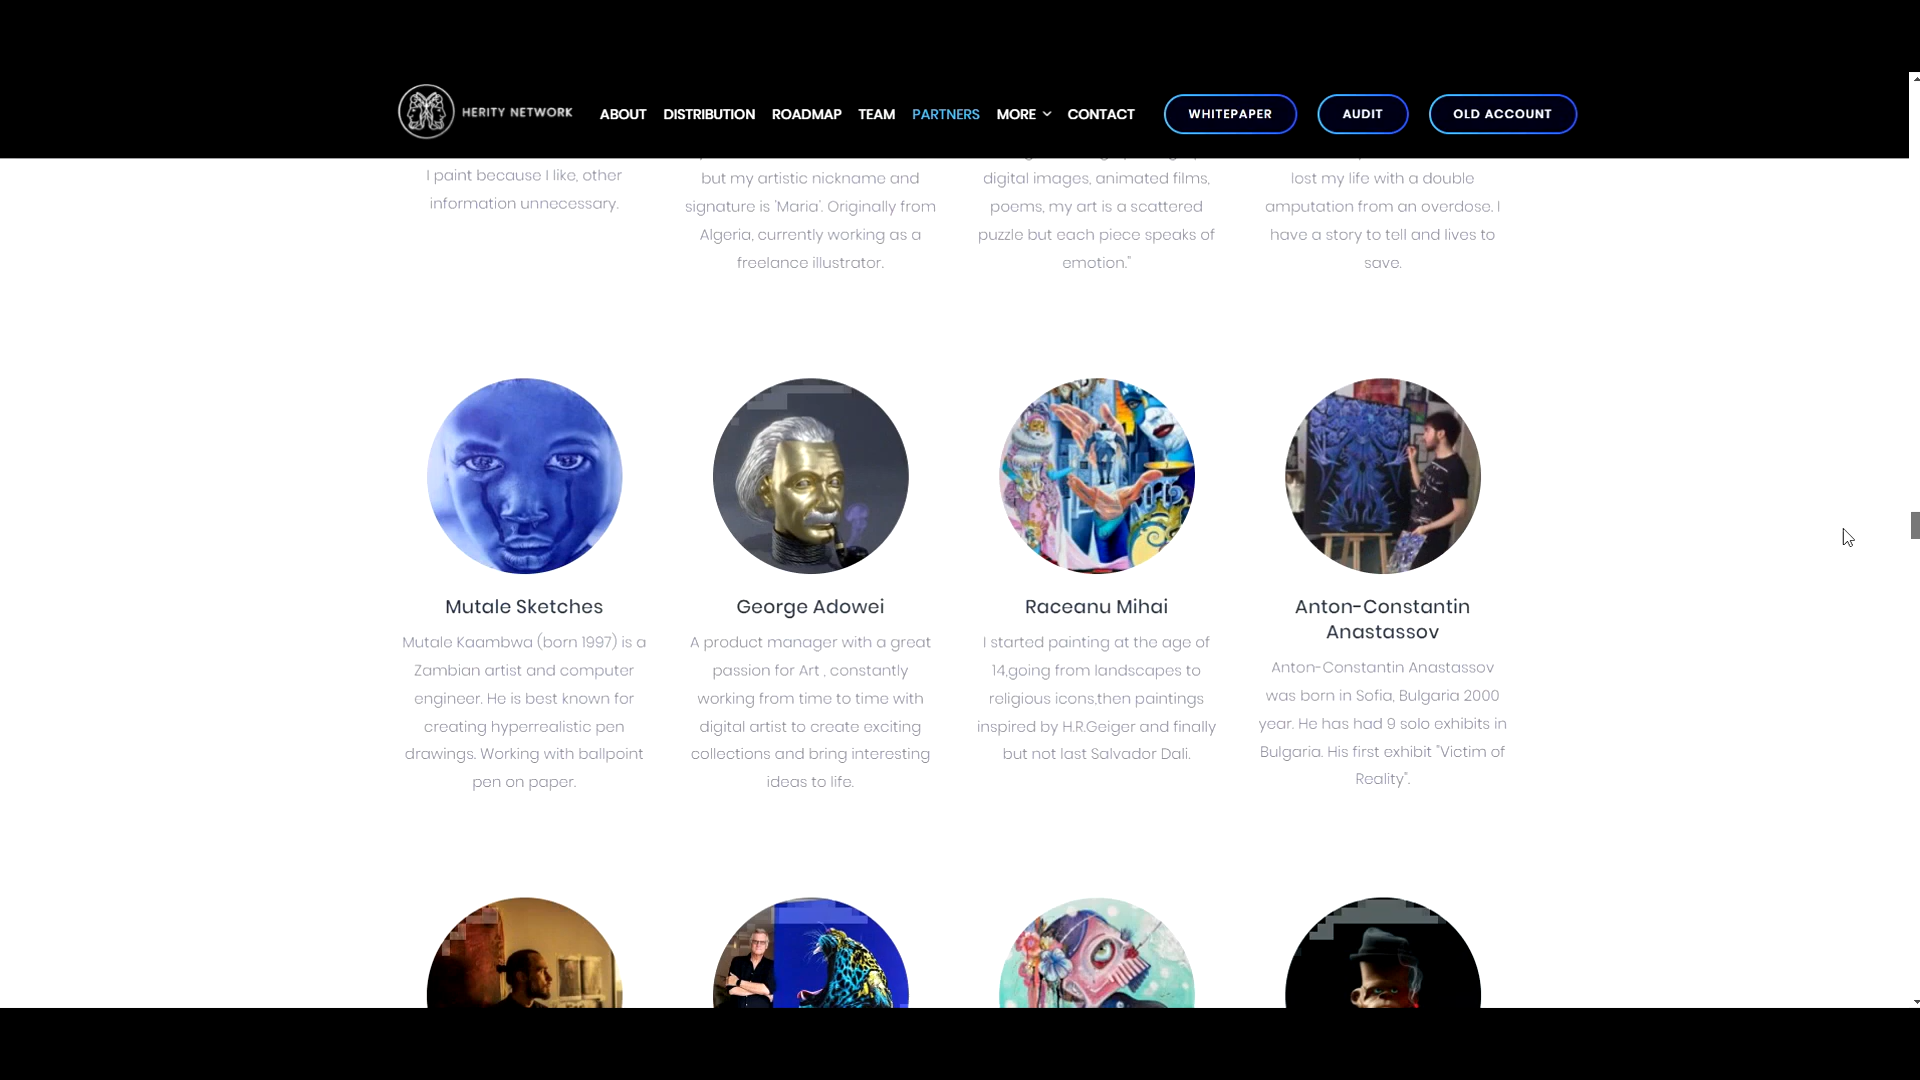 HERITY NETWORK
ABOUT DISTRIBUTION ROADMAP TEAM PARTNERS MORE CONTACT WHITEPAPER AUDIT OLD ACCOUNT
I paint because I like, other
information unnecessary.
but my artistic nickname and
signature is 'Maria'. Originally from
Algeria, currently working as a
freelance illustrator.
digital images, animated films,
poems, my art is a scattered
puzzle but each piece speaks of
emotion."
lost my life with a double
amputation from an overdose. I
have a story to tell and lives to
save.
Mutale Sketches
Mutale Kaambwa (born 1997) is a
Zambian artist and computer
engineer. He is best known for
creating hyperrealistic pen
drawings. Working with ballpoint
pen on paper.
George Adowei
A product manager with a great
passion for Art , constantly
working from time to time with
digital artist to create exciting
collections and bring interesting
ideas to life.
Raceanu Mihai
I started painting at the age of
14,going from landscapes to
religious icons,then paintings
inspired by H.R.Geiger and finally
but not last Salvador Dali.
Anton-Constantin
Anastassov
Anton-Constantin Anastassov
was born in Sofia, Bulgaria 2000
year. He has had 9 solo exhibits in
Bulgaria. His first exhibit "Victim of
Reality".